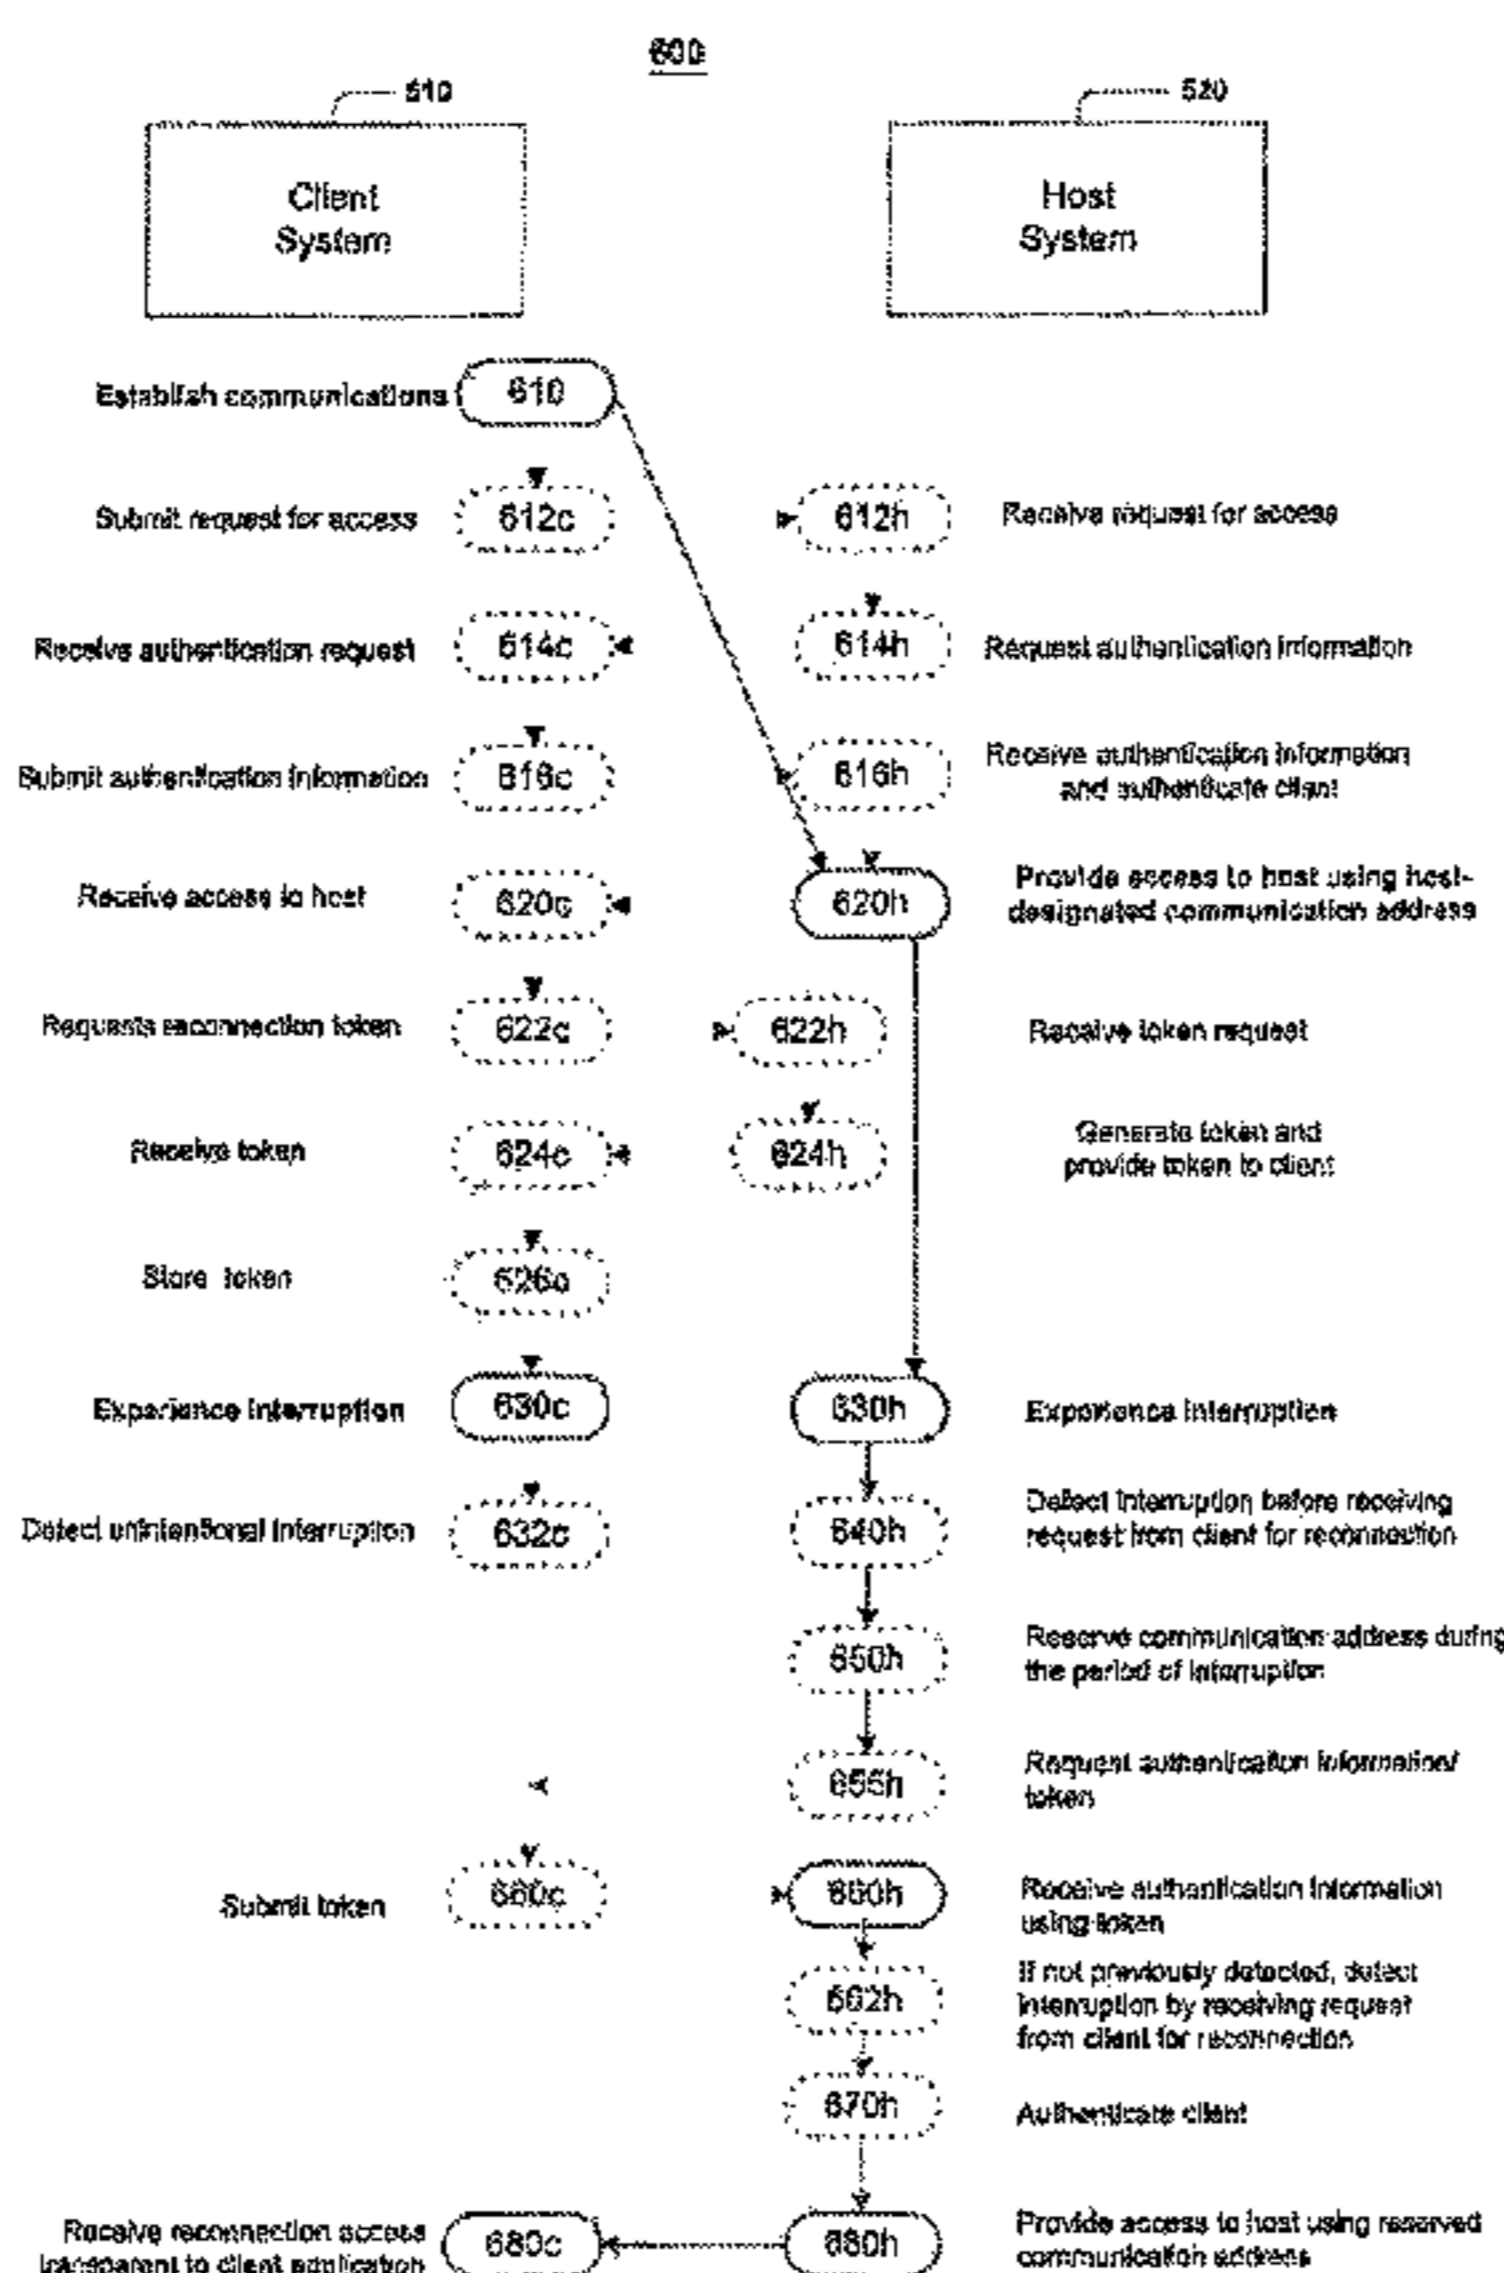 600
510
520
Client
System
Host
System
Establish communications
610
Submit request for access
612c
612h
Receive request for access
Receive authentication request
614c
614h
Request authentication information
Submit authentication information
616c
616h
Receive authentication information
and authenticate client
Receive access to host
620c
620h
Provide access to host using host-
designated communication address
Requests reconnection token
622c
622h
Receive token request
Receive token
624c
624h
Generate token and
provide token to client
Store token
626c
Experience interruption
630c
630h
Experience interruption
Detect unintentional interruption
632c
640h
Detect interruption before receiving
request from client for reconnection
650h
Reserve communication address during
the period of interruption
655h
Request authentication information/
token
Submit token
660c
660h
Receive authentication information
using token
662h
If not previously detected, detect
interruption by receiving request
from client for reconnection
670h
Authenticate client
Receive reconnection access
transparent to client application
680c
680h
Provide access to host using reserved
communication address